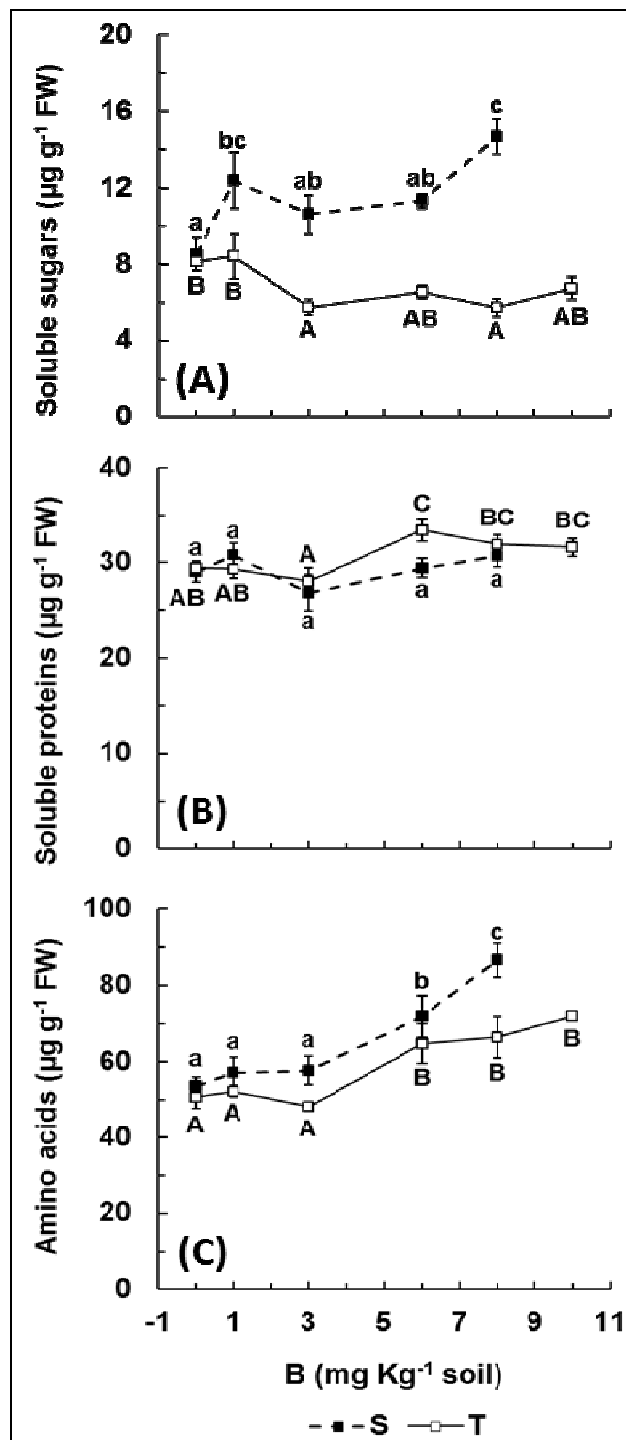 20
16
12
8
4
0
Soluble sugars (µg g-1 FW)
a
bc
ab
ab
c
B
B
A
AB
A
AB
(A)
40
30
20
10
0
Soluble proteins (µg g-1 FW)
a
a
A
C
BC
BC
AB
AB
a
a
a
(B)
100
80
60
40
20
0
Amino acids (µg g-1 FW)
a
a
a
b
c
A
A
A
B
B
B
(C)
-1 1 3 5 7 9 11
B (mg Kg-1 soil)
S T